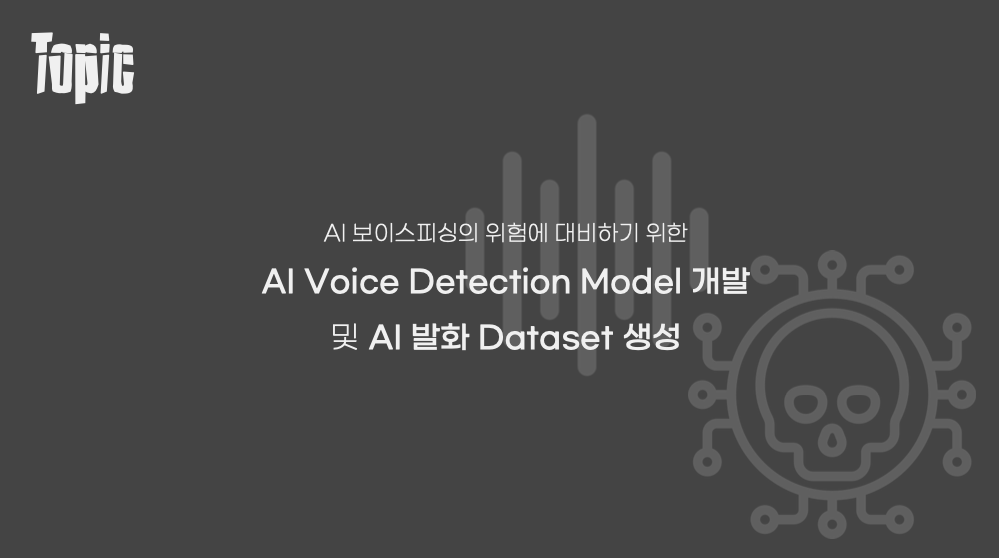 Topic
AI 보이스피싱의 위험에 대비하기 위한
AI Voice Detection Model 개발
및 AI 발화 Dataset 생성